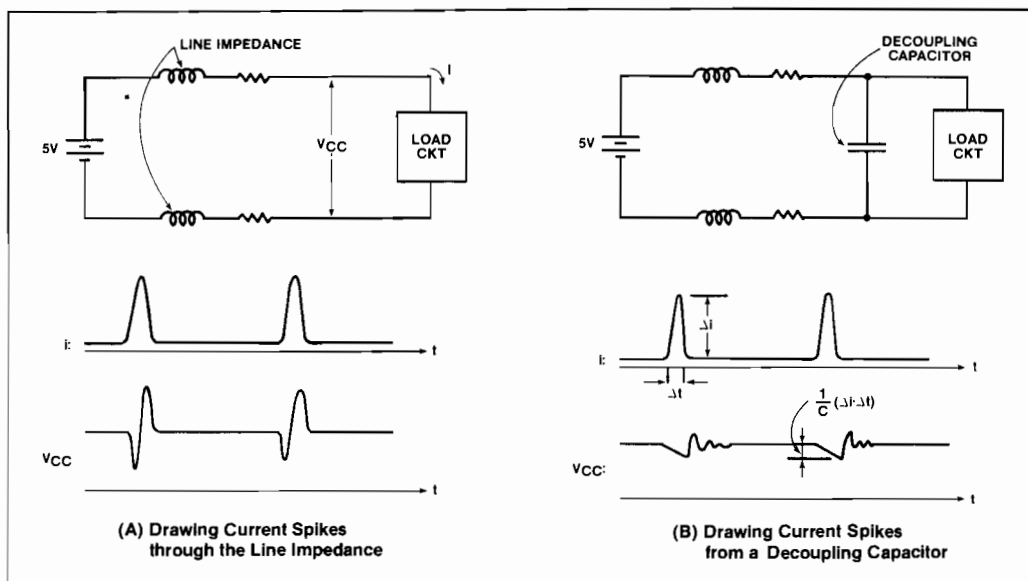 LINE IMPEDANCE
I
5V
VCC
LOAD
CKT
i:
t
VCC
t
(A) Drawing Current Spikes
through the Line Impedance
DECOUPLING
CAPACITOR
5V
LOAD
CKT
Δi
i:
t
Δt
1/C (Δi·Δt)
VCC:
t
(B) Drawing Current Spikes
from a Decoupling Capacitor